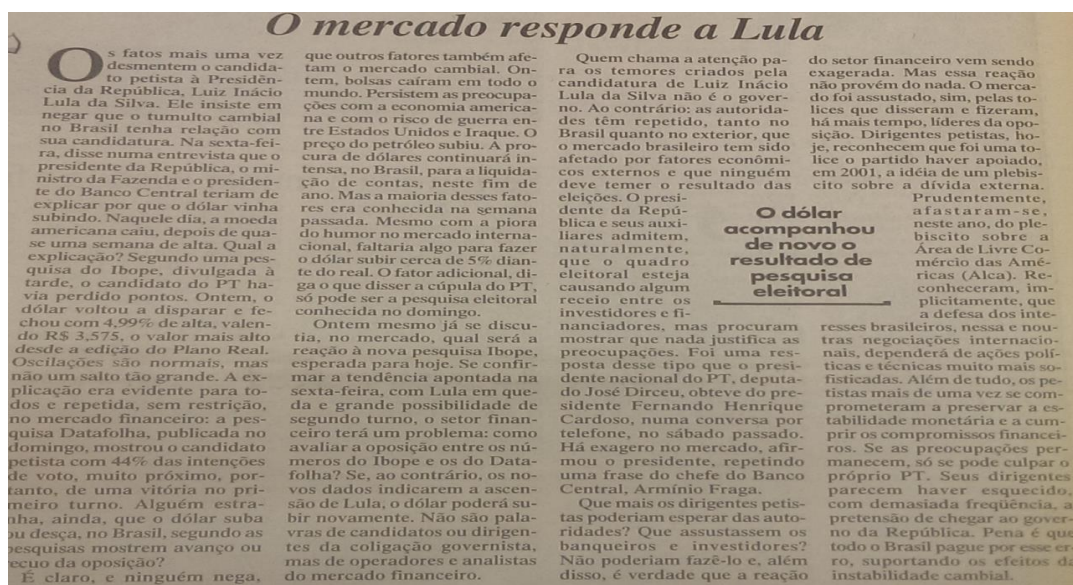 O mercado responde a Lula
Os fatos mais uma vez
desmentem o candida-
to petista à Presidên-
cia da República, Luiz Inácio
Lula da Silva. Ele insiste em
negar que o tumulto cambial
no Brasil tenha relação com
sua candidatura. Na sexta-fei-
ra, disse numa entrevista que o
presidente da República, o mi-
nistro da Fazenda e o presiden-
te do Banco Central teriam de
explicar por que o dólar vinha
subindo. Naquele dia, a moeda
americana caiu, depois de qua-
se uma semana de alta. Qual a
explicação? Segundo uma pes-
quisa do Ibope, divulgada à
tarde, o candidato do PT ha-
via perdido pontos. Ontem, o
dólar voltou a disparar e fe-
chou com 4,99% de alta, valen-
do R$ 3,575, o valor mais alto
desde a edição do Plano Real.
Oscilações são normais, mas
não um salto tão grande. A ex-
plicação era evidente para to-
dos e repetida, sem restrição,
no mercado financeiro: a pes-
quisa Datafolha, publicada no
domingo, mostrou o candidato
petista com 44% das intenções
de voto, muito próximo, por-
tanto, de uma vitória no pri-
meiro turno. Alguém estra-
nha, ainda, que o dólar suba
ou desça, no Brasil, segundo as
pesquisas mostrem avanço ou
recuo da oposição?
É claro, e ninguém nega,
que outros fatores também afe-
tam o mercado cambial. On-
tem, bolsas caíram em todo o
mundo. Persistem as preocupa-
ções com a economia america-
na e com o risco de guerra en-
tre Estados Unidos e Iraque. O
preço do petróleo subiu. A pro-
cura de dólares continuará in-
tensa, no Brasil, para a liquida-
ção de contas, neste fim de
ano. Mas a maioria desses fato-
res era conhecida na semana
passada. Mesmo com a piora
do humor no mercado interna-
cional, faltaria algo para fazer
o dólar subir cerca de 5% dian-
te do real. O fator adicional, di-
ga o que disser a cúpula do PT,
só pode ser a pesquisa eleitoral
conhecida no domingo.
Ontem mesmo já se discu-
tia, no mercado, qual será a
reação à nova pesquisa Ibope,
esperada para hoje. Se confir-
mar a tendência apontada na
sexta-feira, com Lula em que-
da e grande possibilidade de
segundo turno, o setor finan-
ceiro terá um problema: como
avaliar a oposição entre os nú-
meros do Ibope e os do Data-
folha? Se, ao contrário, os no-
vos dados indicarem a ascen-
são de Lula, o dólar poderá su-
bir novamente. Não são pala-
vras de candidatos ou dirigen-
tes da coligação governista,
mas de operadores e analistas
do mercado financeiro.
Quem chama a atenção pa-
ra os temores criados pela
candidatura de Luiz Inácio
Lula da Silva não é o gover-
no. Ao contrário: as autorida-
des têm repetido, tanto no
Brasil quanto no exterior, que
o mercado brasileiro tem sido
afetado por fatores econômi-
cos externos e que ninguém
deve temer o resultado das
eleições. O presi-
dente da Repú-
blica e seus auxi-
liares admitem,
naturalmente,
que o quadro
eleitoral esteja
causando algum
receio entre os
investidores e fi-
nanciadores, mas procuram
mostrar que nada justifica as
preocupações. Foi uma res-
posta desse tipo que o presi-
dente nacional do PT, deputa-
do José Dirceu, obteve do pre-
sidente Fernando Henrique
Cardoso, numa conversa por
telefone, no sábado passado.
Há exagero no mercado, afir-
mou o presidente, repetindo
uma frase do chefe do Banco
Central, Armínio Fraga.
Que mais os dirigentes petis-
tas poderiam esperar das auto-
ridades? Que assustassem os
banqueiros e investidores?
Não poderiam fazê-lo e, além
disso, é verdade que a reação
O dólar
acompanhou
de novo o
resultado de
pesquisa
eleitoral
do setor financeiro vem sendo
exagerada. Mas essa reação
não provém do nada. O merca-
do foi assustado, sim, pelas to-
lices que disseram e fizeram,
há mais tempo, líderes da opo-
sição. Dirigentes petistas, ho-
je, reconhecem que foi uma to-
lice o partido haver apoiado,
em 2001, a idéia de um plebis-
cito sobre a dívida externa.
Prudentemente,
afastaram-se,
neste ano, do ple-
biscito sobre a
Área de Livre Co-
mércio das Amé-
ricas (Alca). Re-
conheceram, im-
plicitamente, que
a defesa dos inte-
resses brasileiros, nessa e nou-
tras negociações internacio-
nais, dependerá de ações polí-
ticas e técnicas muito mais so-
fisticadas. Além de tudo, os pe-
tistas mais uma vez se com-
prometeram a preservar a es-
tabilidade monetária e a cum-
prir os compromissos financei-
ros. Se as preocupações per-
manecem, só se pode culpar o
próprio PT. Seus dirigentes
parecem haver esquecido,
com demasiada freqüência, a
pretensão de chegar ao gover-
no da República. Pena é que
todo o Brasil pague por esse er-
ro, suportando os efeitos da
instabilidade cambial.